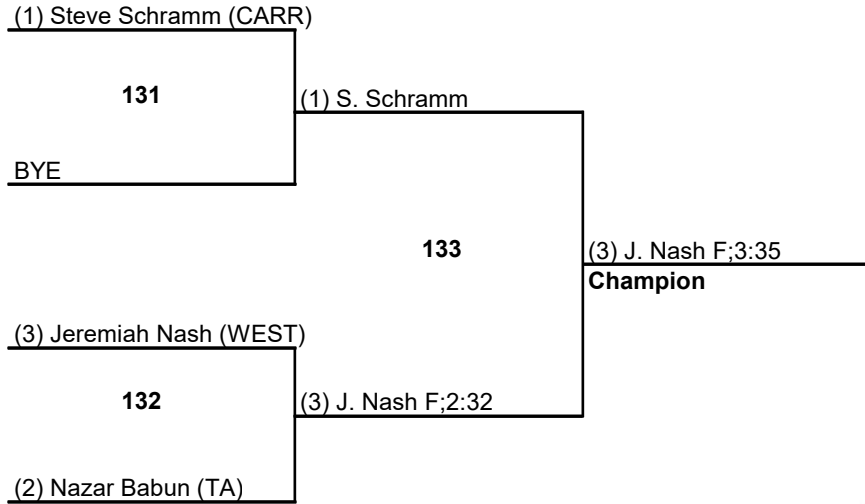 (1) Steve Schramm (CARR)
131
(1) S. Schramm
BYE
133
(3) J. Nash F;3:35
Champion
(3) Jeremiah Nash (WEST)
132
(3) J. Nash F;2:32
(2) Nazar Babun (TA)